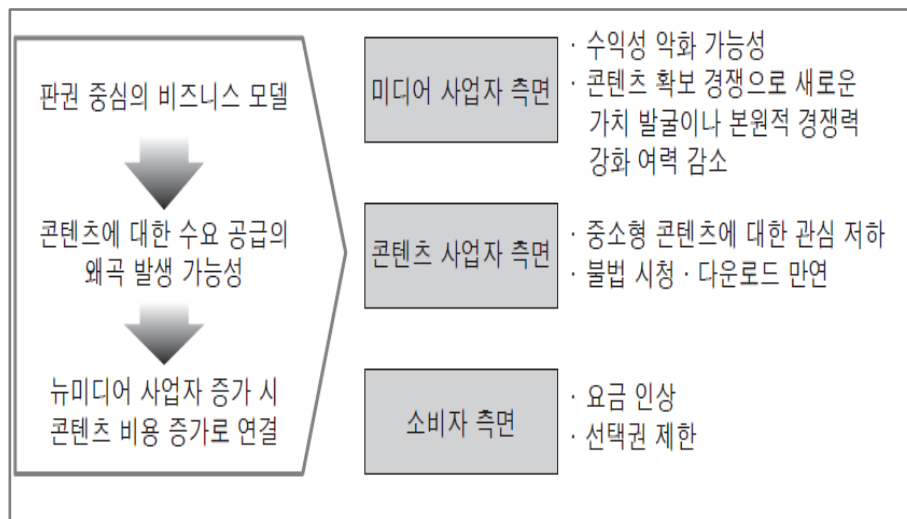 판권 중심의 비즈니스 모델
콘텐츠에 대한 수요 공급의
왜곡 발생 가능성
뉴미디어 사업자 증가 시
콘텐츠 비용 증가로 연결
미디어 사업자 측면
· 수익성 악화 가능성
· 콘텐츠 확보 경쟁으로 새로운
가치 발굴이나 본원적 경쟁력
강화 여력 감소
콘텐츠 사업자 측면
· 중소형 콘텐츠에 대한 관심 저하
· 불법 시청 · 다운로드 만연
소비자 측면
· 요금 인상
· 선택권 제한